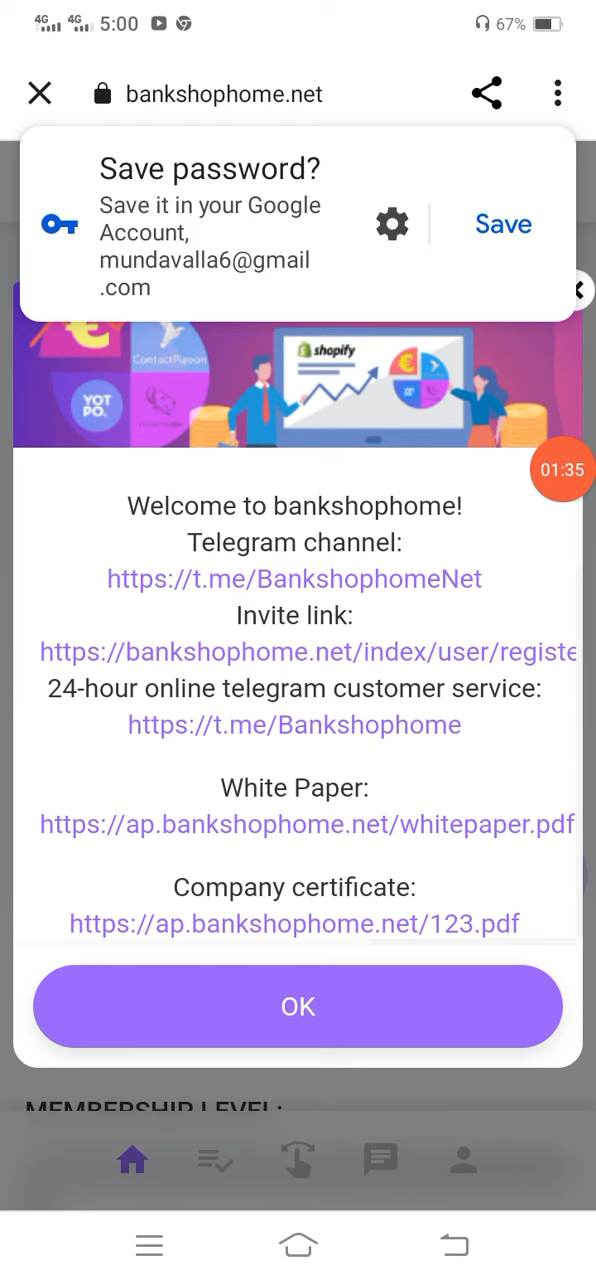 4G 4G 5:00 67%
bankshophome.net
Save password?
Save it in your Google
Account,
mundavalla6@gmail
.com
Save
ContactPigeon
YOT
PO.
shopify
01:35
Welcome to bankshophome!
Telegram channel:
https://t.me/BankshophomeNet
Invite link:
https://bankshophome.net/index/user/registe
24-hour online telegram customer service:
https://t.me/Bankshophome
White Paper:
https://ap.bankshophome.net/whitepaper.pdf
Company certificate:
https://ap.bankshophome.net/123.pdf
OK
MEMBERSHIP LEVEL: